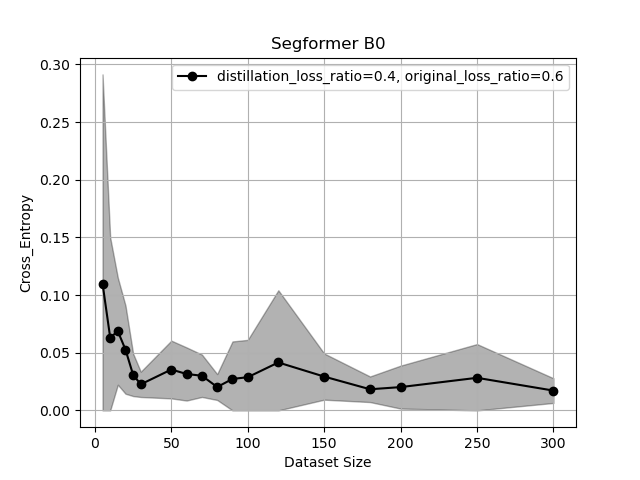 Segformer B0
distillation_loss_ratio=0.4, original_loss_ratio=0.6
Cross_Entropy
0.30
0.25
0.20
0.15
0.10
0.05
0.00
0 50 100 150 200 250 300
Dataset Size